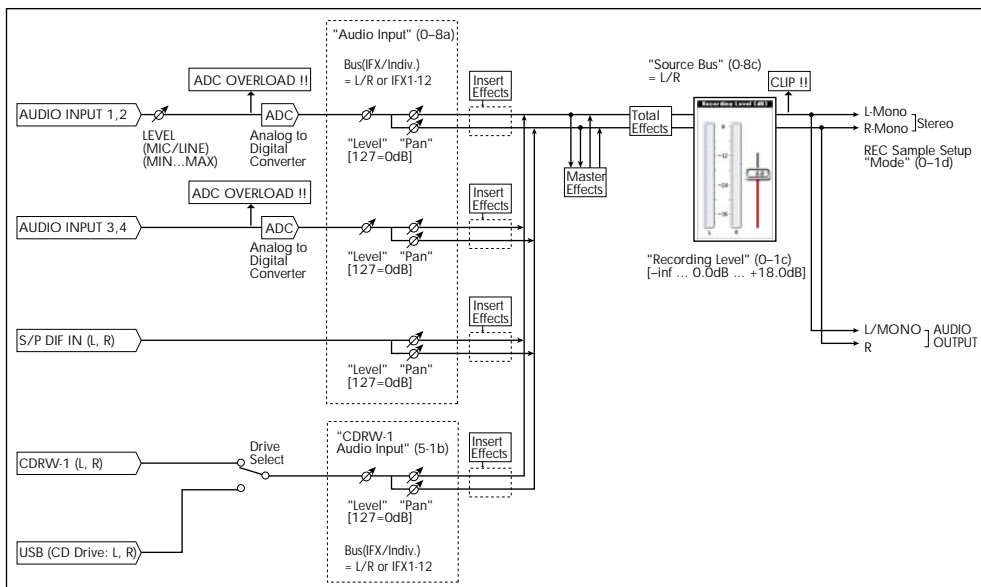 "Audio Input" (0–8a)
Bus(IFX/Indiv.)
= L/R or IFX1-12
ADC OVERLOAD !!
AUDIO INPUT 1,2
LEVEL
(MIC/LINE)
(MIN...MAX)
ADC
Analog to
Digital
Converter
"Level" "Pan"
[127=0dB]
Insert
Effects
Master
Effects
Total
Effects
"Source Bus" (0-8c)
= L/R
CLIP !!
L-Mono
R-Mono
Stereo
REC Sample Setup
"Mode" (0–1d)
"Recording Level" (0–1c)
[–inf ... 0.0dB ... +18.0dB]
L/MONO
R
AUDIO
OUTPUT
ADC OVERLOAD !!
AUDIO INPUT 3,4
ADC
Analog to
Digital
Converter
"Level" "Pan"
[127=0dB]
Insert
Effects
S/P DIF IN (L, R)
"Level" "Pan"
[127=0dB]
Insert
Effects
CDRW-1 (L, R)
Drive
Select
"CDRW-1
Audio Input" (5-1b)
"Level" "Pan"
[127=0dB]
Bus(IFX/Indiv.)
= L/R or IFX1-12
Insert
Effects
USB (CD Drive: L, R)